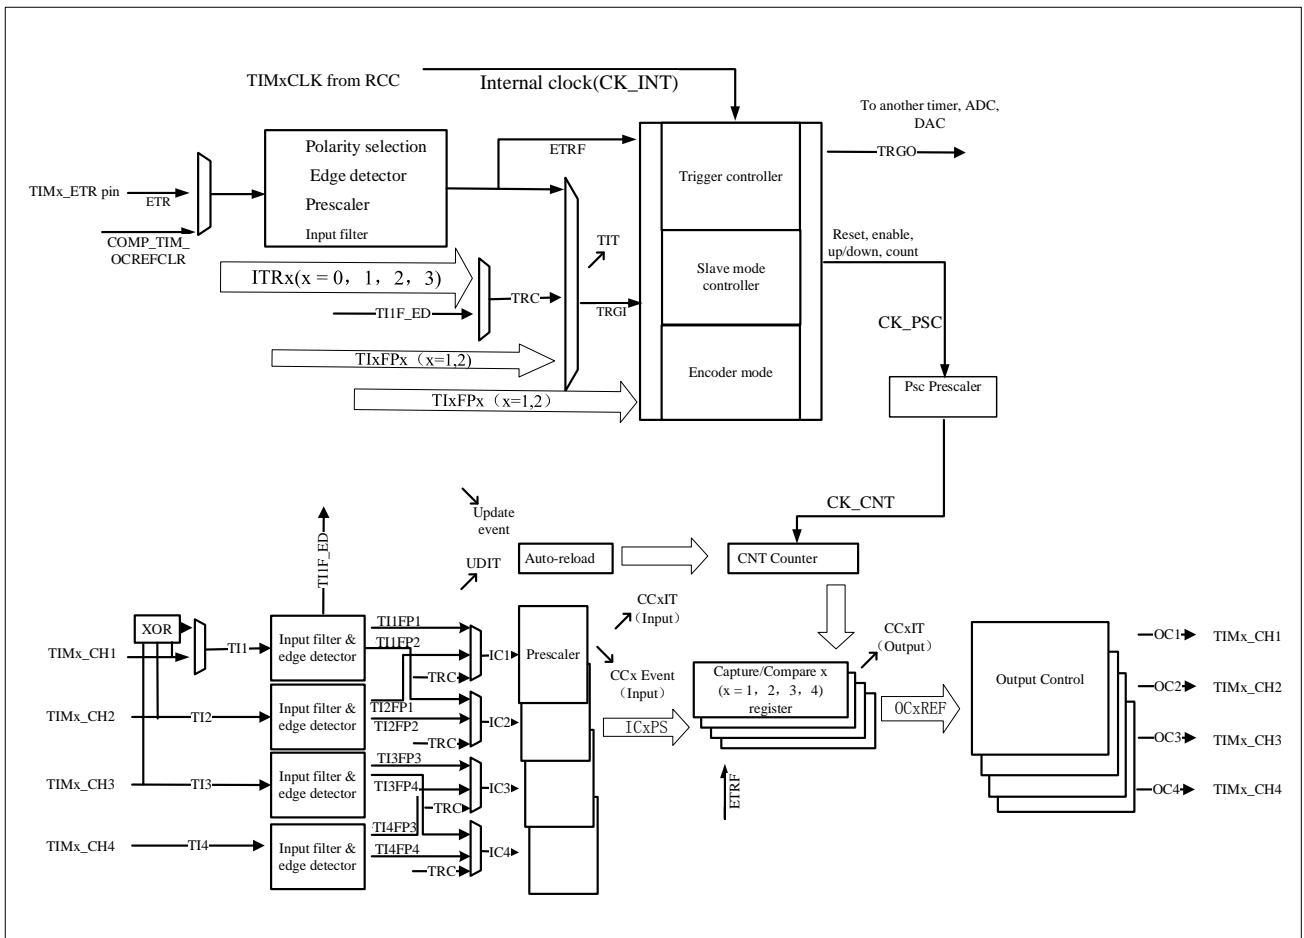 TIMxCLK from RCC
Internal clock(CK_INT)
To another timer, ADC,
DAC
TRGO
ETRF
Polarity selection
Edge detector
Prescaler
Input filter
TIMx_ETR pin
ETR
COMP_TIM_
OCREFCLR
Trigger controller
Slave mode
controller
Encoder mode
Reset, enable,
up/down, count
TIT
ITRx(x = 0，1，2，3)
TI1F_ED
TRC
TRGI
TIxFPx（x=1,2)
TIxFPx（x=1,2）
CK_PSC
Psc Prescaler
CK_CNT
Update
event
UDIT
Auto-reload
CNT Counter
TI1F_ED
XOR
TIMx_CH1
TI1
Input filter &
edge detector
TI1FP1
TI1FP2
TRC
IC1
Prescaler
CCxIT
（Input）
CCx Event
（Input）
CCxIT
（Output）
TIMx_CH2
TI2
Input filter &
edge detector
TI2FP1
TI2FP2
TRC
IC2
ICxPS
Capture/Compare x
（x = 1，2，3，4）
register
ETRF
OCxREF
Output Control
OC1
TIMx_CH1
OC2
TIMx_CH2
OC3
TIMx_CH3
OC4
TIMx_CH4
TIMx_CH3
TI3
Input filter &
edge detector
TI3FP3
TI3FP4
TRC
IC3
TIMx_CH4
TI4
Input filter &
edge detector
TI4FP3
TI4FP4
TRC
IC4